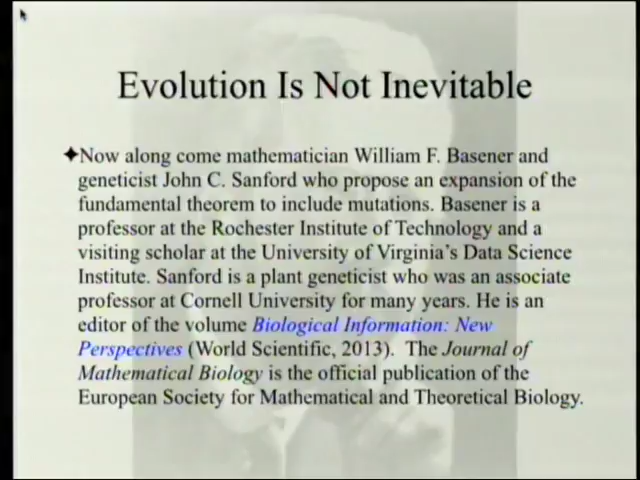 Evolution Is Not Inevitable
✦Now along come mathematician William F. Basener and
geneticist John C. Sanford who propose an expansion of the
fundamental theorem to include mutations. Basener is a
professor at the Rochester Institute of Technology and a
visiting scholar at the University of Virginia's Data Science
Institute. Sanford is a plant geneticist who was an associate
professor at Cornell University for many years. He is an
editor of the volume Biological Information: New
Perspectives (World Scientific, 2013).  The Journal of
Mathematical Biology is the official publication of the
European Society for Mathematical and Theoretical Biology.